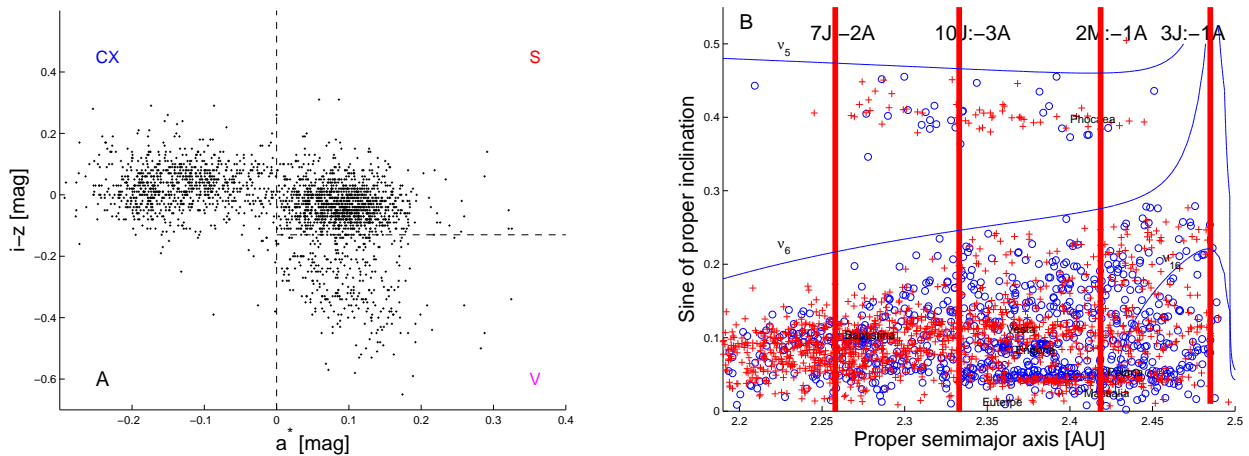 CX
S
A
V
0.4
0.2
0
−0.2
−0.4
−0.6
−0.2
−0.1
0
0.1
0.2
0.3
0.4
i−z [mag]
a* [mag]
B
7J:−2A
10J:−3A
2M:−1A
3J:−1A
ν5
ν6
ν16
Phocaea
Vesta
Euterpe
Massalia
0.5
0.4
0.3
0.2
0.1
0
2.2
2.25
2.3
2.35
2.4
2.45
2.5
Sine of proper inclination
Proper semimajor axis [AU]